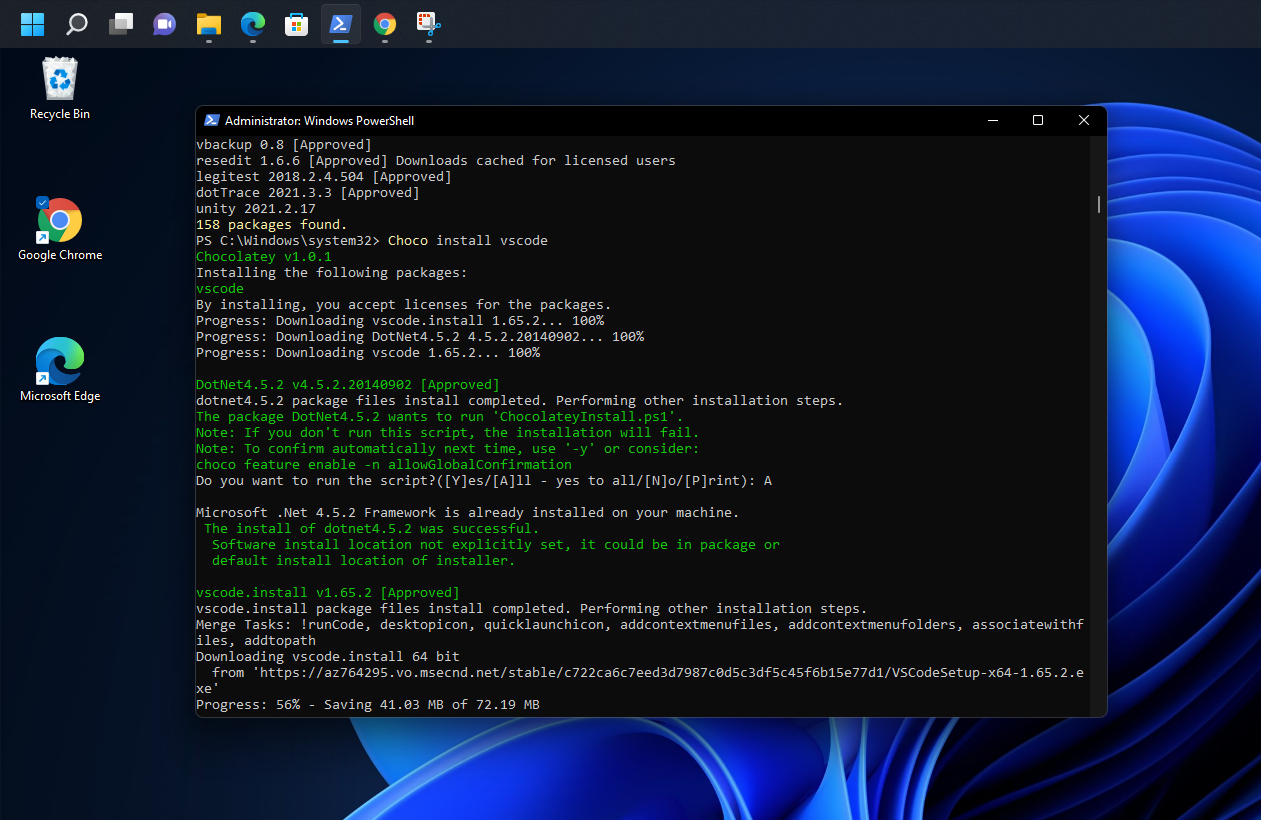 Recycle Bin
Google Chrome
Microsoft Edge
Administrator: Windows PowerShell
vbackup 0.8 [Approved]
resedit 1.6.6 [Approved] Downloads cached for licensed users
legitest 2018.2.4.504 [Approved]
dotTrace 2021.3.3 [Approved]
unity 2021.2.17
158 packages found.
PS C:\Windows\system32> Choco install vscode
Chocolatey v1.0.1
Installing the following packages:
vscode
By installing, you accept licenses for the packages.
Progress: Downloading vscode.install 1.65.2... 100%
Progress: Downloading DotNet4.5.2 4.5.2.20140902... 100%
Progress: Downloading vscode 1.65.2... 100%
DotNet4.5.2 v4.5.2.20140902 [Approved]
dotnet4.5.2 package files install completed. Performing other installation steps.
The package DotNet4.5.2 wants to run 'ChocolateyInstall.ps1'.
Note: If you don't run this script, the installation will fail.
Note: To confirm automatically next time, use '-y' or consider:
choco feature enable -n allowGlobalConfirmation
Do you want to run the script?([Y]es/[A]ll - yes to all/[N]o/[P]rint): A
Microsoft .Net 4.5.2 Framework is already installed on your machine.
The install of dotnet4.5.2 was successful.
Software install location not explicitly set, it could be in package or
default install location of installer.
vscode.install v1.65.2 [Approved]
vscode.install package files install completed. Performing other installation steps.
Merge Tasks: !runCode, desktopicon, quicklaunchicon, addcontextmenufiles, addcontextmenufolders, associatewithf
iles, addtopath
Downloading vscode.install 64 bit
from 'https://az764295.vo.msecnd.net/stable/c722ca6c7eed3d7987c0d5c3df5c45f6b15e77d1/VSCodeSetup-x64-1.65.2.e
xe'
Progress: 56% - Saving 41.03 MB of 72.19 MB